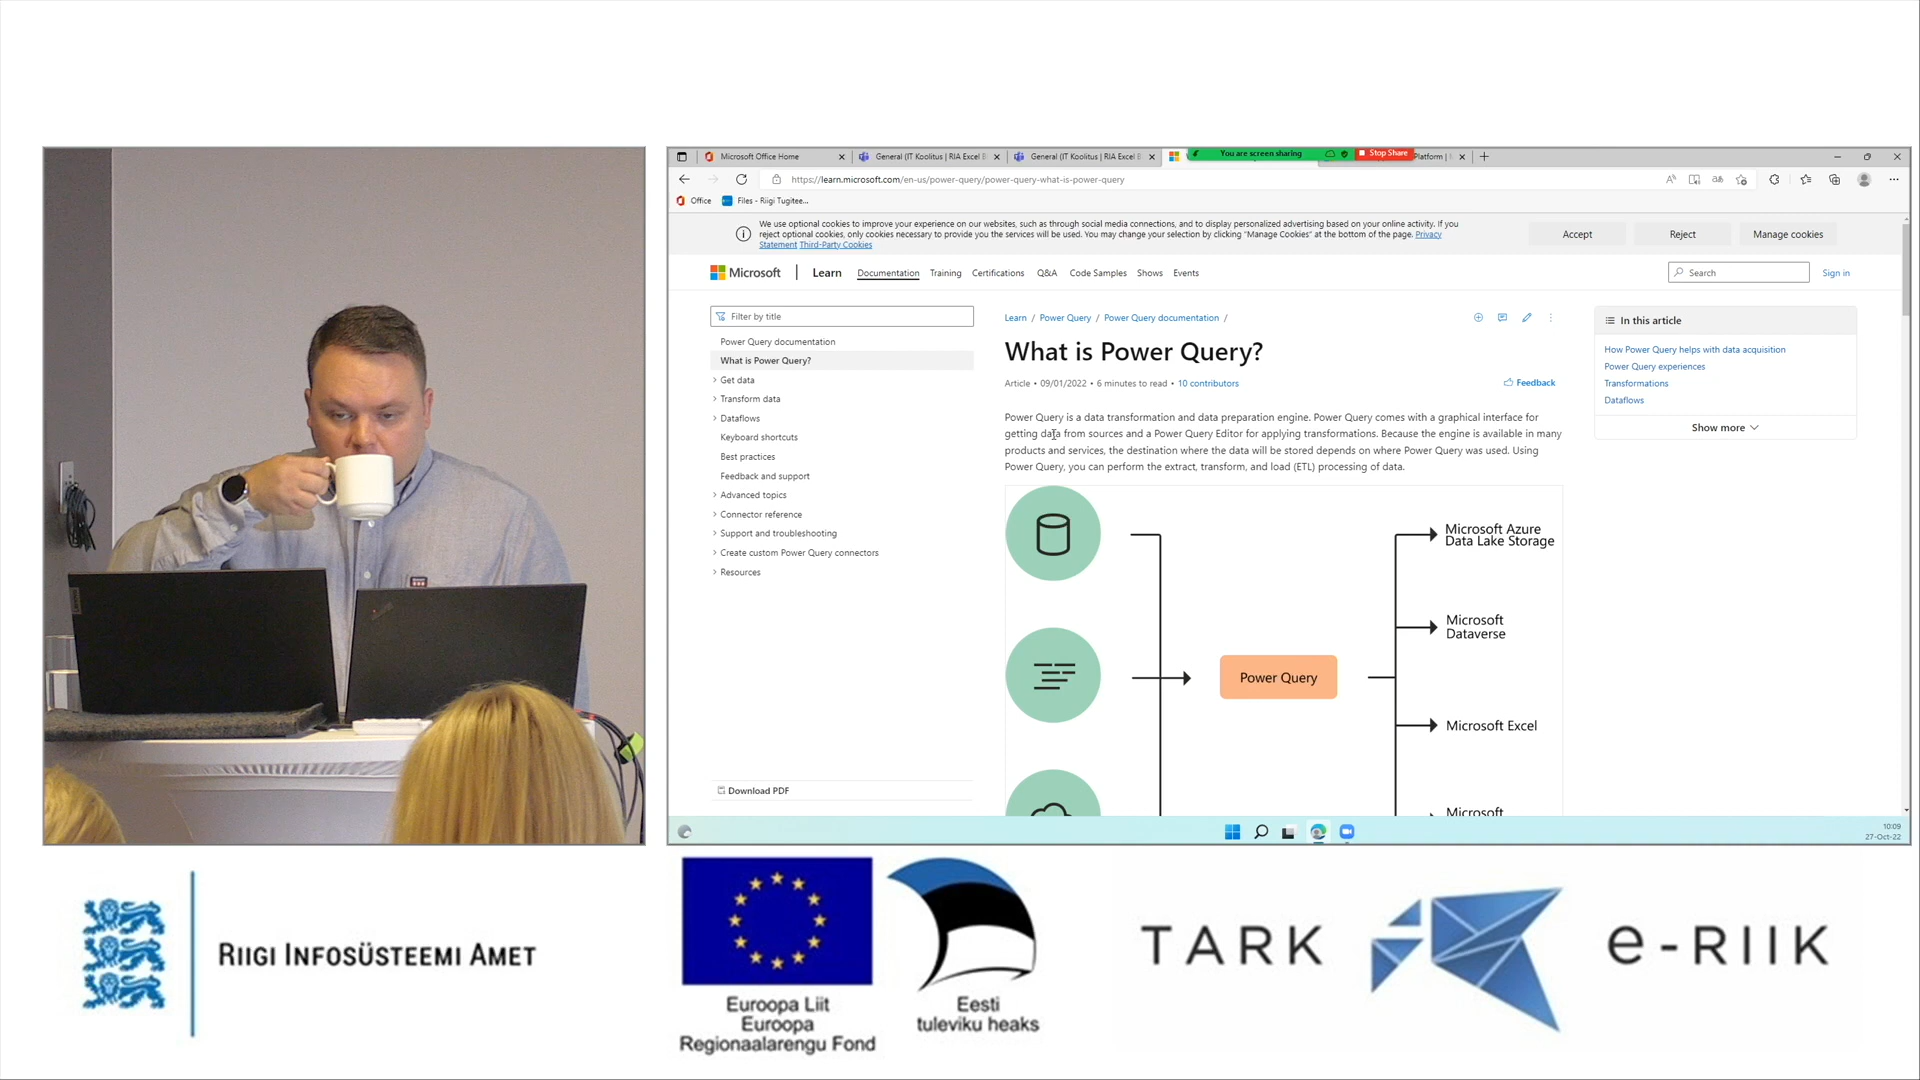 Microsoft Office Home
General (IT Koolitus | RIA Excel B
General (IT Koolitus | RIA Excel B
You are screen sharing
Stop Share
Platform |
https://learn.microsoft.com/en-us/power-query/power-query-what-is-power-query
Office
Files - Riigi Tugitee...
We use optional cookies to improve your experience on our websites, such as through social media connections, and to display personalized advertising based on your online activity. If you
reject optional cookies, only cookies necessary to provide you the services will be used. You may change your selection by clicking "Manage Cookies" at the bottom of the page. Privacy
Statement Third-Party Cookies
Accept
Reject
Manage cookies
Microsoft
Learn
Documentation
Training
Certifications
Q&A
Code Samples
Shows
Events
Search
Sign in
Filter by title
Power Query documentation
What is Power Query?
Get data
Transform data
Dataflows
Keyboard shortcuts
Best practices
Feedback and support
Advanced topics
Connector reference
Support and troubleshooting
Create custom Power Query connectors
Resources
Download PDF
Learn / Power Query / Power Query documentation /
What is Power Query?
Article • 09/01/2022 • 6 minutes to read • 10 contributors
Feedback
Power Query is a data transformation and data preparation engine. Power Query comes with a graphical interface for
getting data from sources and a Power Query Editor for applying transformations. Because the engine is available in many
products and services, the destination where the data will be stored depends on where Power Query was used. Using
Power Query, you can perform the extract, transform, and load (ETL) processing of data.
Power Query
Microsoft Azure
Data Lake Storage
Microsoft
Dataverse
Microsoft Excel
Microsoft
In this article
How Power Query helps with data acquisition
Power Query experiences
Transformations
Dataflows
Show more
10:09
27-Oct-22
RIIGI INFOSÜSTEEMI AMET
Euroopa Liit
Euroopa
Regionaalarengu Fond
Eesti
tuleviku heaks
TARK e-RIIK